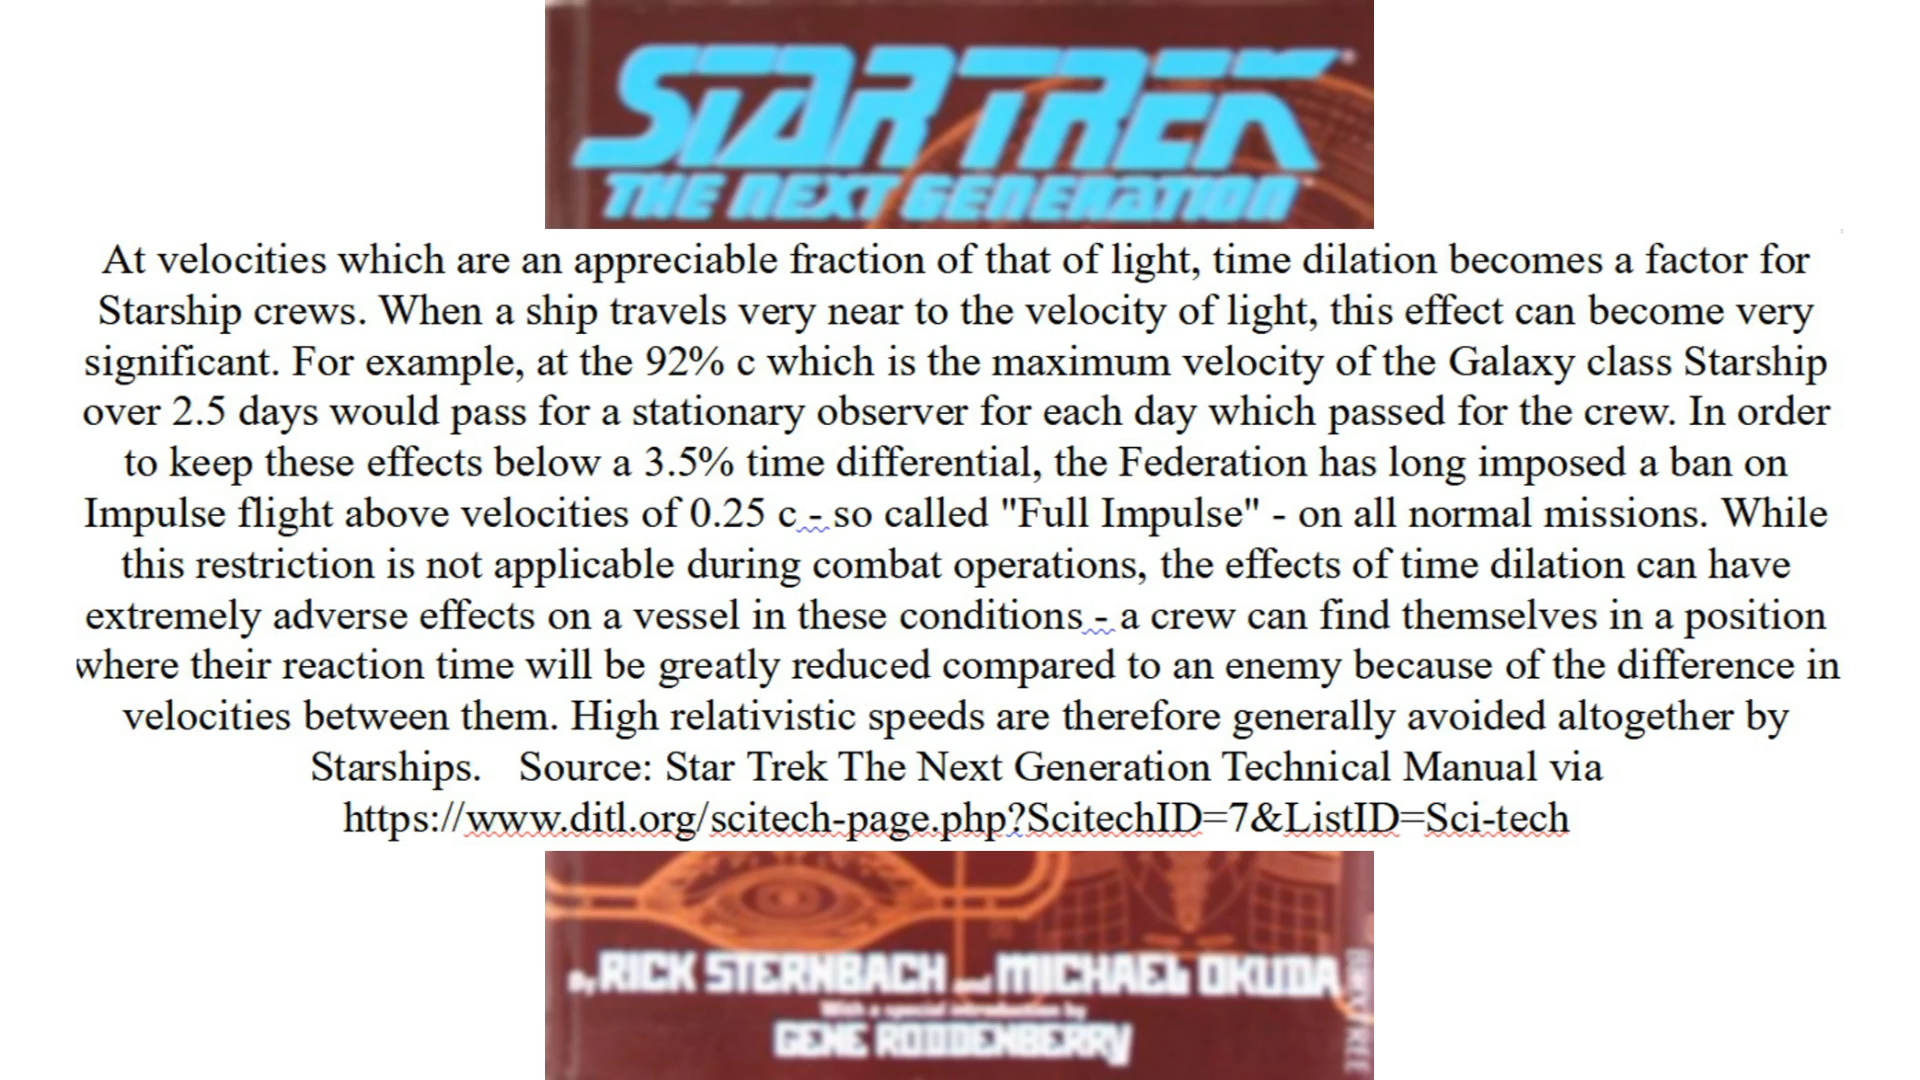 STAR TREK
THE NEXT GENERATION
At velocities which are an appreciable fraction of that of light, time dilation becomes a factor for
Starship crews. When a ship travels very near to the velocity of light, this effect can become very
significant. For example, at the 92% c which is the maximum velocity of the Galaxy class Starship
over 2.5 days would pass for a stationary observer for each day which passed for the crew. In order
to keep these effects below a 3.5% time differential, the Federation has long imposed a ban on
Impulse flight above velocities of 0.25 c - so called "Full Impulse" - on all normal missions. While
this restriction is not applicable during combat operations, the effects of time dilation can have
extremely adverse effects on a vessel in these conditions - a crew can find themselves in a position
where their reaction time will be greatly reduced compared to an enemy because of the difference in
velocities between them. High relativistic speeds are therefore generally avoided altogether by
Starships. Source: Star Trek The Next Generation Technical Manual via
https://www.ditl.org/scitech-page.php?ScitechID=7&ListID=Sci-tech
By RICK STERNBACH and MICHAEL OKUDA
With a special introduction by
GENE RODDENBERRY